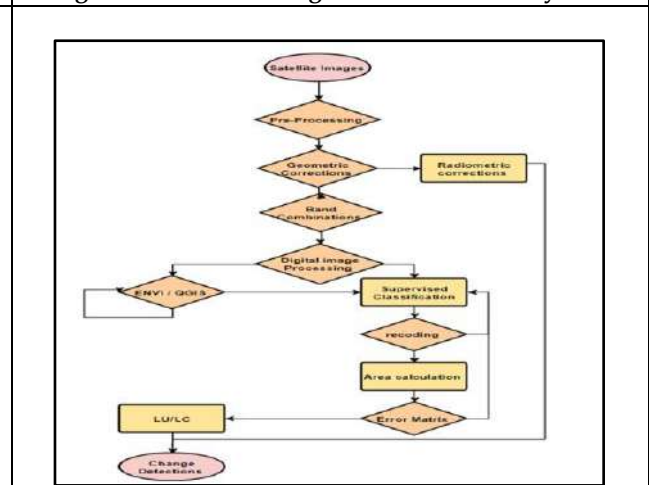 Satellite Images
Pre-Processing
Geometric
Corrections
Radiometric
corrections
Band
Combinations
Digital Image
Processing
ENVI / QGIS
Supervised
Classification
recoding
Area calculation
LU/LC
Error Matrix
Change
Detections